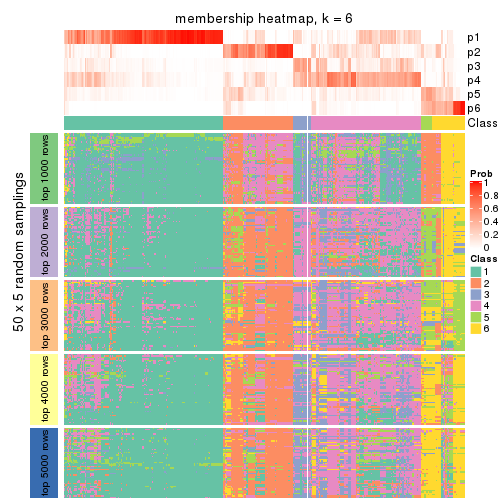 membership heatmap, k = 6
p1
p2
p3
p4
p5
p6
Class
50 x 5 random samplings
top 1000 rows
top 2000 rows
top 3000 rows
top 4000 rows
top 5000 rows
Prob
1
0.8
0.6
0.4
0.2
0
Class
1
2
3
4
5
6